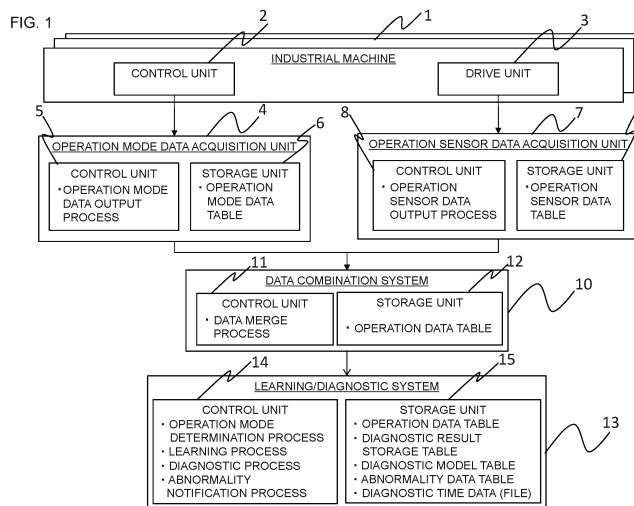 FIG. 1
2
1
3
INDUSTRIAL MACHINE
CONTROL UNIT
DRIVE UNIT
5
4
6
8
7
OPERATION MODE DATA ACQUISITION UNIT
CONTROL UNIT
・OPERATION MODE
DATA OUTPUT
PROCESS
STORAGE UNIT
・OPERATION
MODE DATA
TABLE
OPERATION SENSOR DATA ACQUISITION UNIT
CONTROL UNIT
・OPERATION
SENSOR DATA
OUTPUT PROCESS
STORAGE UNIT
・OPERATION
SENSOR DATA
TABLE
11
12
10
DATA COMBINATION SYSTEM
CONTROL UNIT
・DATA MERGE
PROCESS
STORAGE UNIT
・OPERATION DATA TABLE
14
15
13
LEARNING/DIAGNOSTIC SYSTEM
CONTROL UNIT
・OPERATION MODE
DETERMINATION PROCESS
・LEARNING PROCESS
・DIAGNOSTIC PROCESS
・ABNORMALITY
NOTIFICATION PROCESS
STORAGE UNIT
・OPERATION DATA TABLE
・DIAGNOSTIC RESULT
STORAGE TABLE
・DIAGNOSTIC MODEL TABLE
・ABNORMALITY DATA TABLE
・DIAGNOSTIC TIME DATA (FILE)